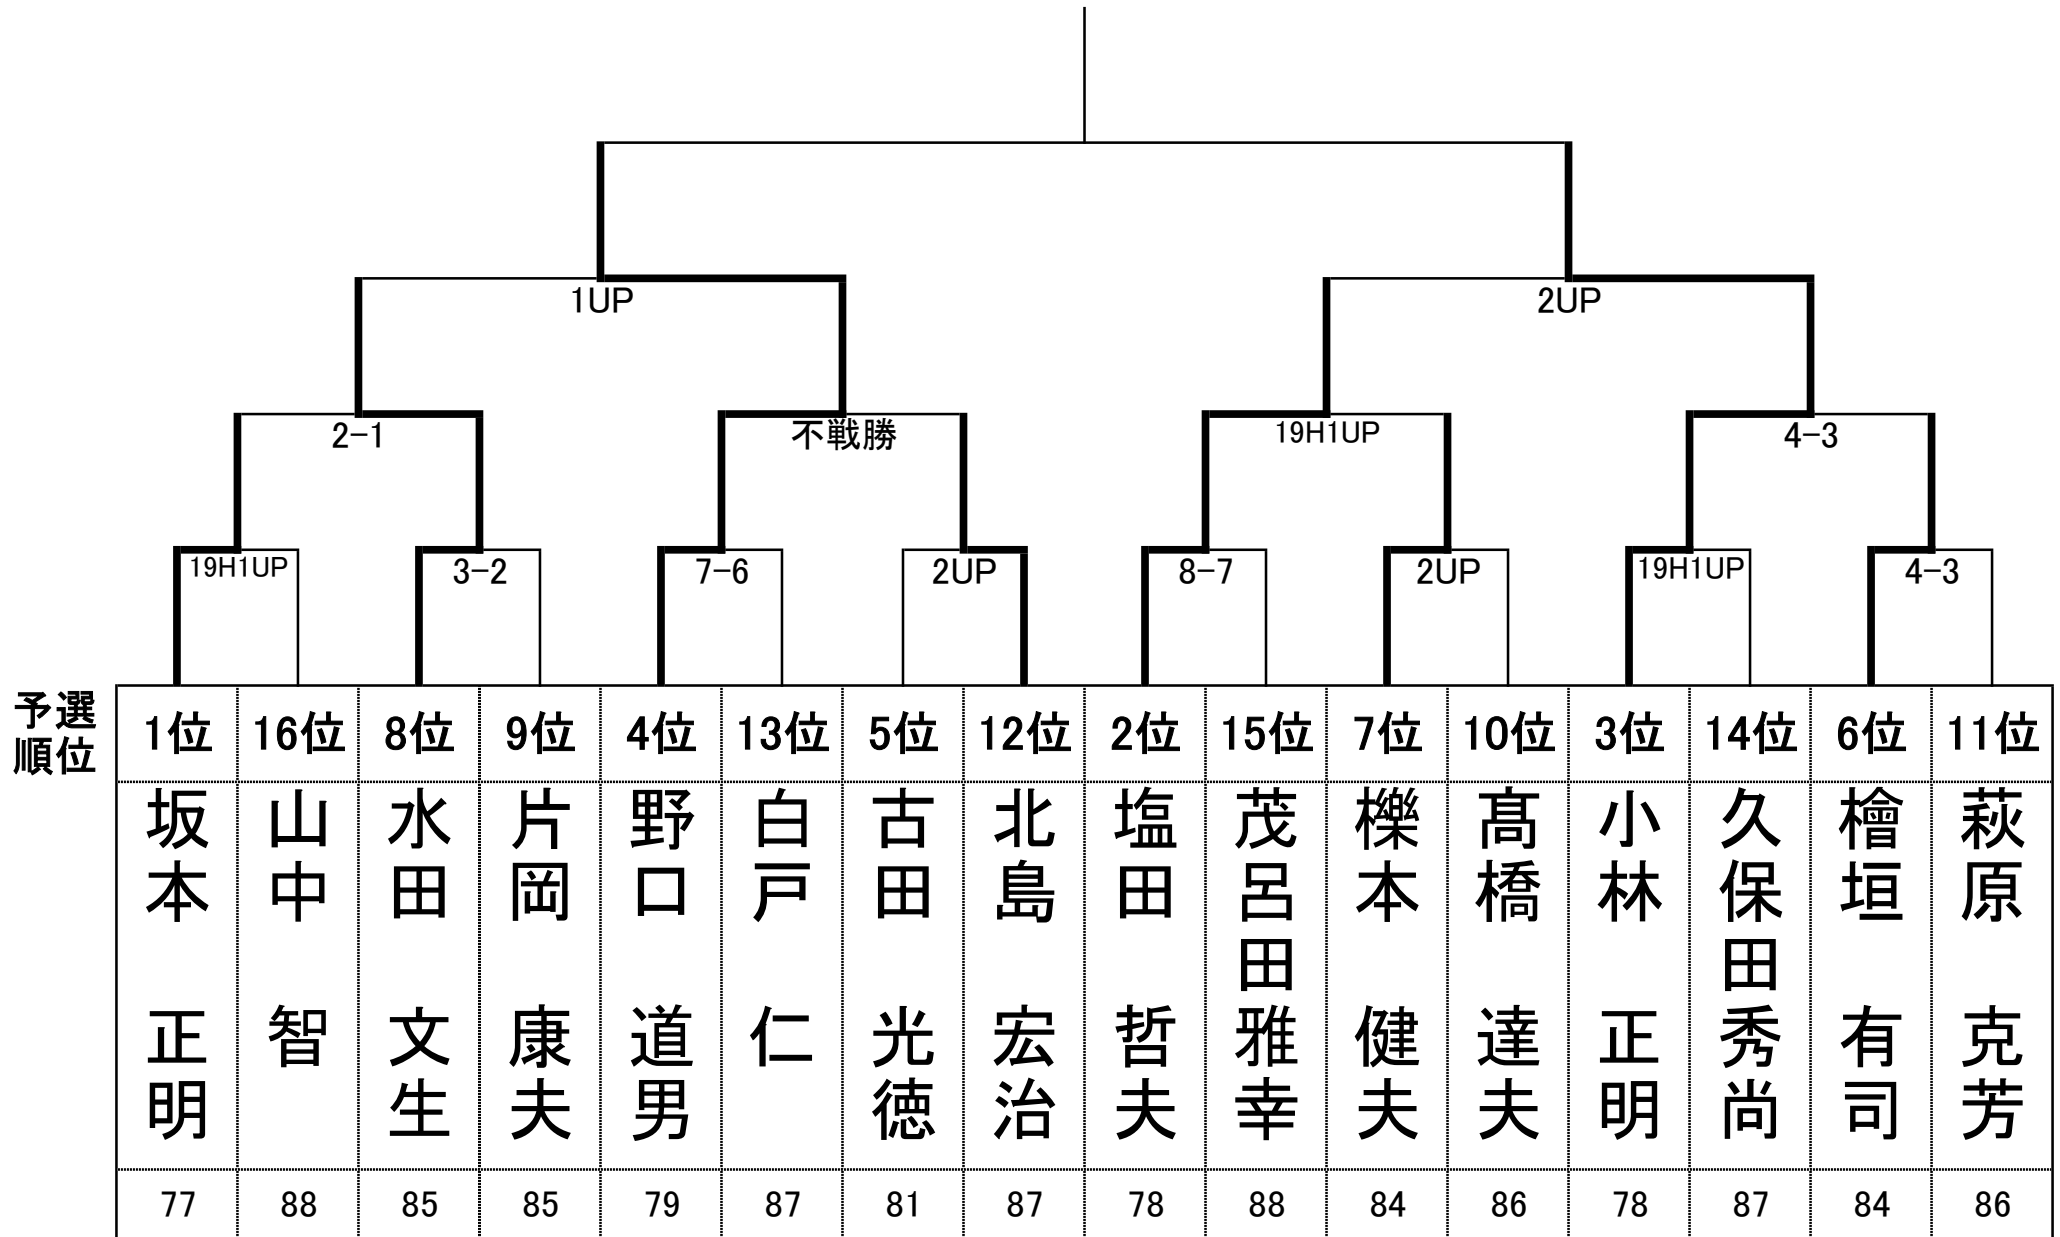 1UP 2UP
2-1 不戦勝 19H1UP 4-3
19H1UP 3-2 7-6 2UP 8-7 2UP 19H1UP 4-3
予選順位 1位 16位 8位 9位 4位 13位 5位 12位 2位 15位 7位 10位 3位 14位 6位 11位
坂本 正明
山中 智
水田 文生
片岡 康夫
野口 道男
白戸 仁
古田 光徳
北島 宏治
塩田 哲夫
茂呂田雅幸
櫟本 健夫
髙橋 達夫
小林 正明
久保田秀尚
檜垣 有司
萩原 克芳
77 88 85 85 79 87 81 87 78 88 84 86 78 87 84 86